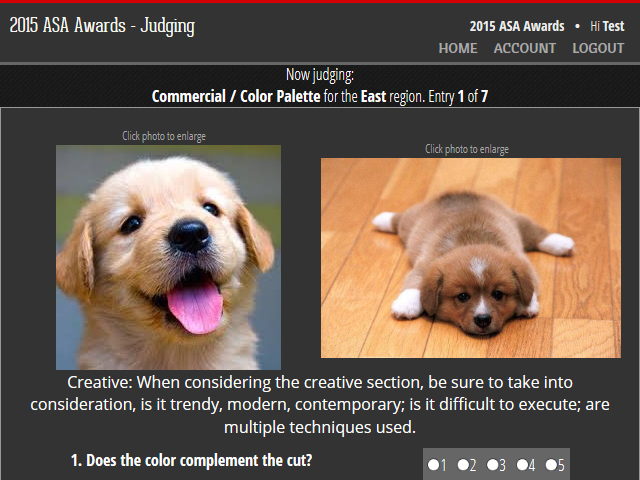 2015 ASA Awards - Judging
2015 ASA Awards • Hi Test
HOME ACCOUNT LOGOUT
Now judging:
Commercial / Color Palette for the East region. Entry 1 of 7
Click photo to enlarge
Click photo to enlarge
Creative: When considering the creative section, be sure to take into
consideration, is it trendy, modern, contemporary; is it difficult to execute; are
multiple techniques used.
1. Does the color complement the cut?
1 2 3 4 5